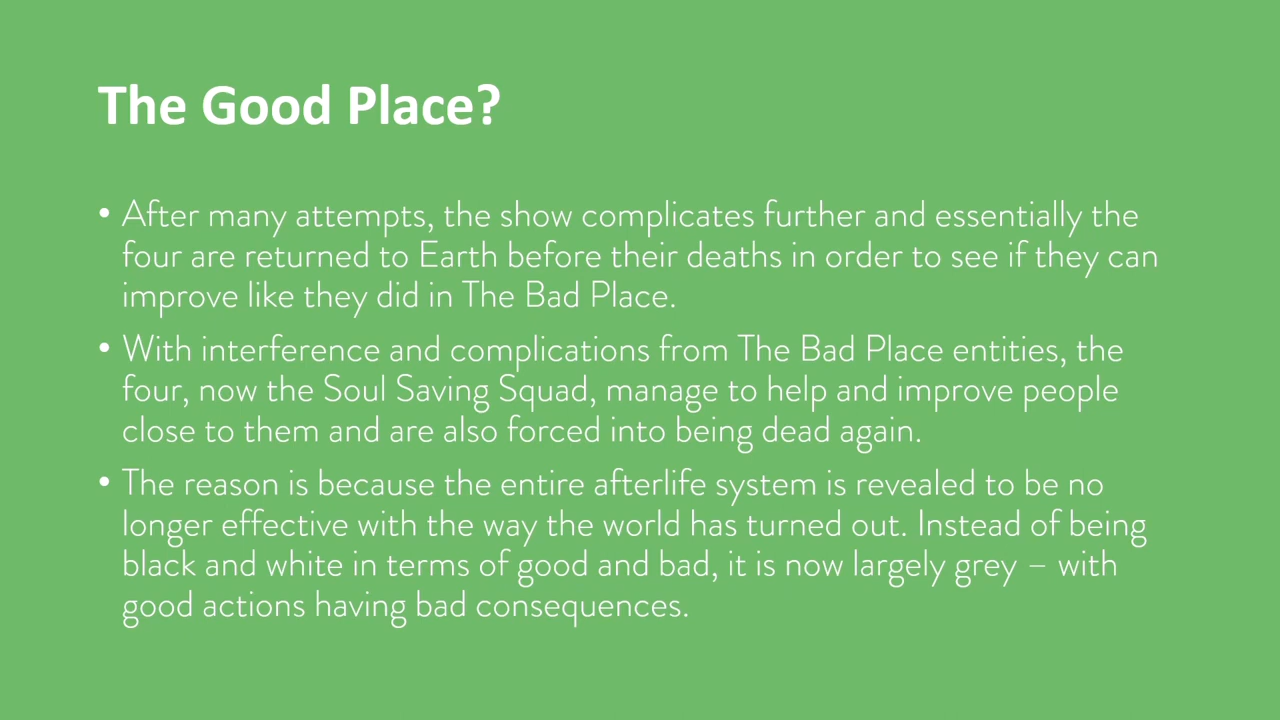 The Good Place?
• After many attempts, the show complicates further and essentially the
four are returned to Earth before their deaths in order to see if they can
improve like they did in The Bad Place.
• With interference and complications from The Bad Place entities, the
four, now the Soul Saving Squad, manage to help and improve people
close to them and are also forced into being dead again.
• The reason is because the entire afterlife system is revealed to be no
longer effective with the way the world has turned out. Instead of being
black and white in terms of good and bad, it is now largely grey – with
good actions having bad consequences.